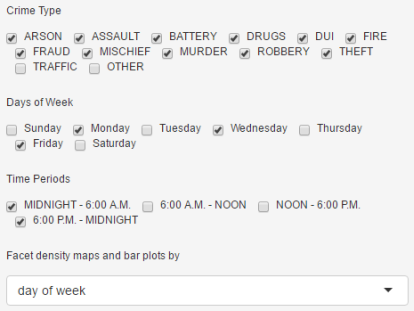 Crime Type
ARSON ASSAULT BATTERY DRUGS DUI FIRE
FRAUD MISCHIEF MURDER ROBBERY THEFT
TRAFFIC OTHER
Days of Week
Sunday Monday Tuesday Wednesday Thursday
Friday Saturday
Time Periods
MIDNIGHT - 6:00 A.M. 6:00 A.M. - NOON NOON - 6:00 P.M.
6:00 P.M. - MIDNIGHT
Facet density maps and bar plots by
day of week